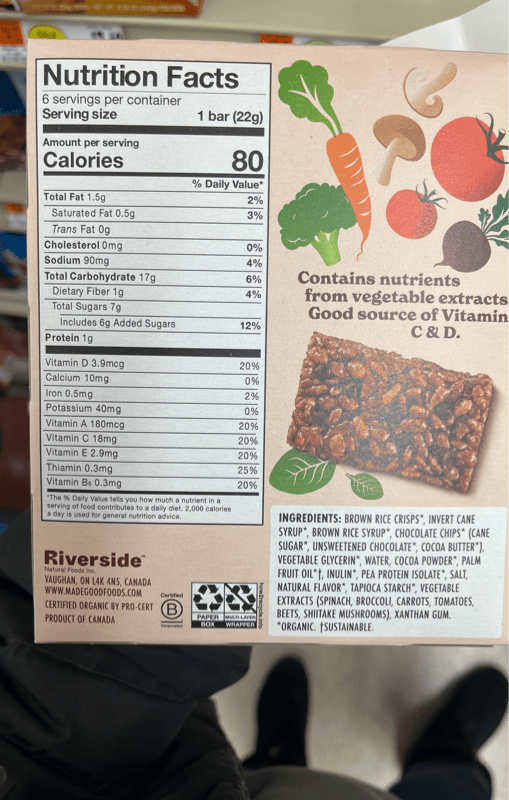 Nutrition Facts
6 servings per container
Serving size 1 bar (22g)
Amount per serving
Calories 80
% Daily Value*
Total Fat 1.5g 2%
Saturated Fat 0.5g 3%
Trans Fat 0g
Cholesterol 0mg 0%
Sodium 90mg 4%
Total Carbohydrate 17g 6%
Dietary Fiber 1g 4%
Total Sugars 7g
Includes 6g Added Sugars 12%
Protein 1g
Vitamin D 3.9mcg 20%
Calcium 10mg 0%
Iron 0.5mg 2%
Potassium 40mg 0%
Vitamin A 180mcg 20%
Vitamin C 18mg 20%
Vitamin E 2.9mg 20%
Thiamin 0.3mg 25%
Vitamin B6 0.3mg 20%
*The % Daily Value tells you how much a nutrient in a
serving of food contributes to a daily diet. 2,000 calories
a day is used for general nutrition advice.
Contains nutrients
from vegetable extracts
Good source of Vitamin
C & D.
INGREDIENTS: BROWN RICE CRISPS*, INVERT CANE
SYRUP*, BROWN RICE SYRUP*, CHOCOLATE CHIPS* (CANE
SUGAR*, UNSWEETENED CHOCOLATE*, COCOA BUTTER*),
VEGETABLE GLYCERIN*, WATER, COCOA POWDER*, PALM
FRUIT OIL*†, INULIN*, PEA PROTEIN ISOLATE*, SALT,
NATURAL FLAVOR*, TAPIOCA STARCH*, VEGETABLE
EXTRACTS (SPINACH, BROCCOLI, CARROTS, TOMATOES,
BEETS, SHIITAKE MUSHROOMS), XANTHAN GUM.
*ORGANIC. †SUSTAINABLE.
Riverside™
Natural Foods Inc.
VAUGHAN, ON L4K 4N5, CANADA
WWW.MADEGOODFOODS.COM
CERTIFIED ORGANIC BY PRO-CERT
PRODUCT OF CANADA
Certified
B
Corporation
PAPER
BOX
MULTI-LAYER
WRAPPER
how2recycle.info